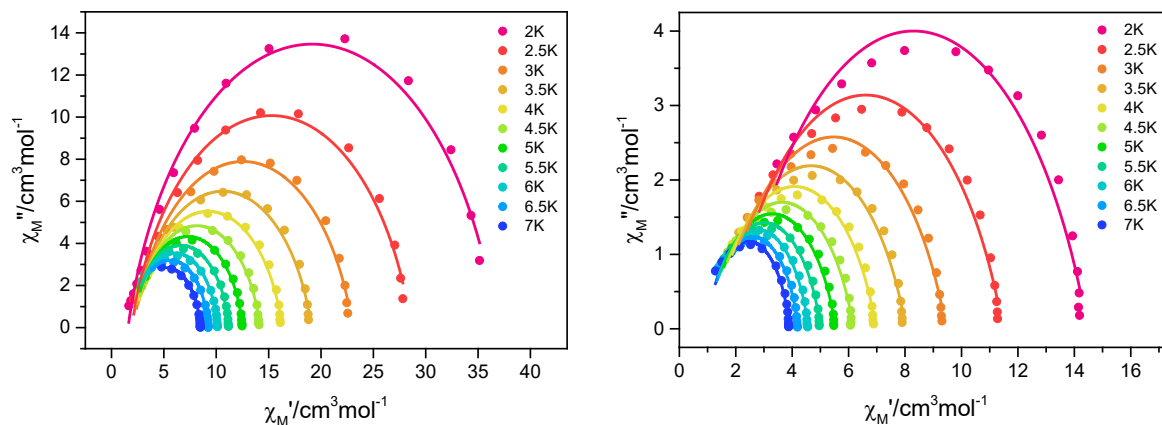 14
12
10
8
6
4
2
0
χM''/cm³mol⁻¹
0 5 10 15 20 25 30 35 40
χM'/cm³mol⁻¹
2K
2.5K
3K
3.5K
4K
4.5K
5K
5.5K
6K
6.5K
7K
4
3
2
1
0
χM''/cm³mol⁻¹
0 2 4 6 8 10 12 14 16
χM'/cm³mol⁻¹
2K
2.5K
3K
3.5K
4K
4.5K
5K
5.5K
6K
6.5K
7K